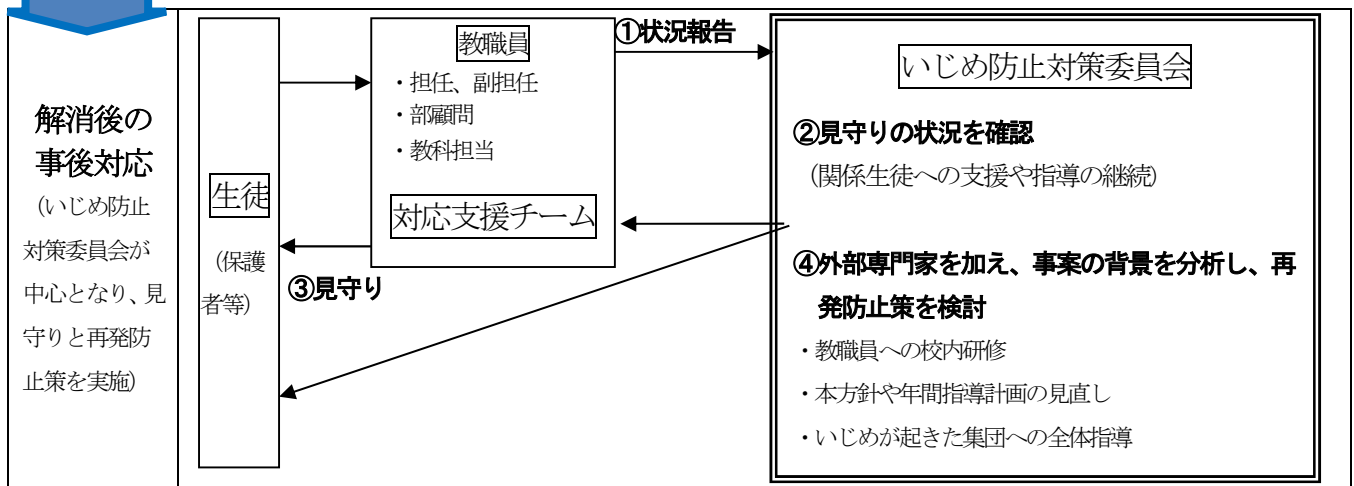 解消後の
事後対応
(いじめ防止
対策委員会が
中心となり、見
守りと再発防
止策を実施)
生徒
(保護
者等)
教職員
・担任、副担任
・部顧問
・教科担当
対応支援チーム
①状況報告
③見守り
いじめ防止対策委員会
②見守りの状況を確認
(関係生徒への支援や指導の継続)
④外部専門家を加え、事案の背景を分析し、再
発防止策を検討
・教職員への校内研修
・本方針や年間指導計画の見直し
・いじめが起きた集団への全体指導